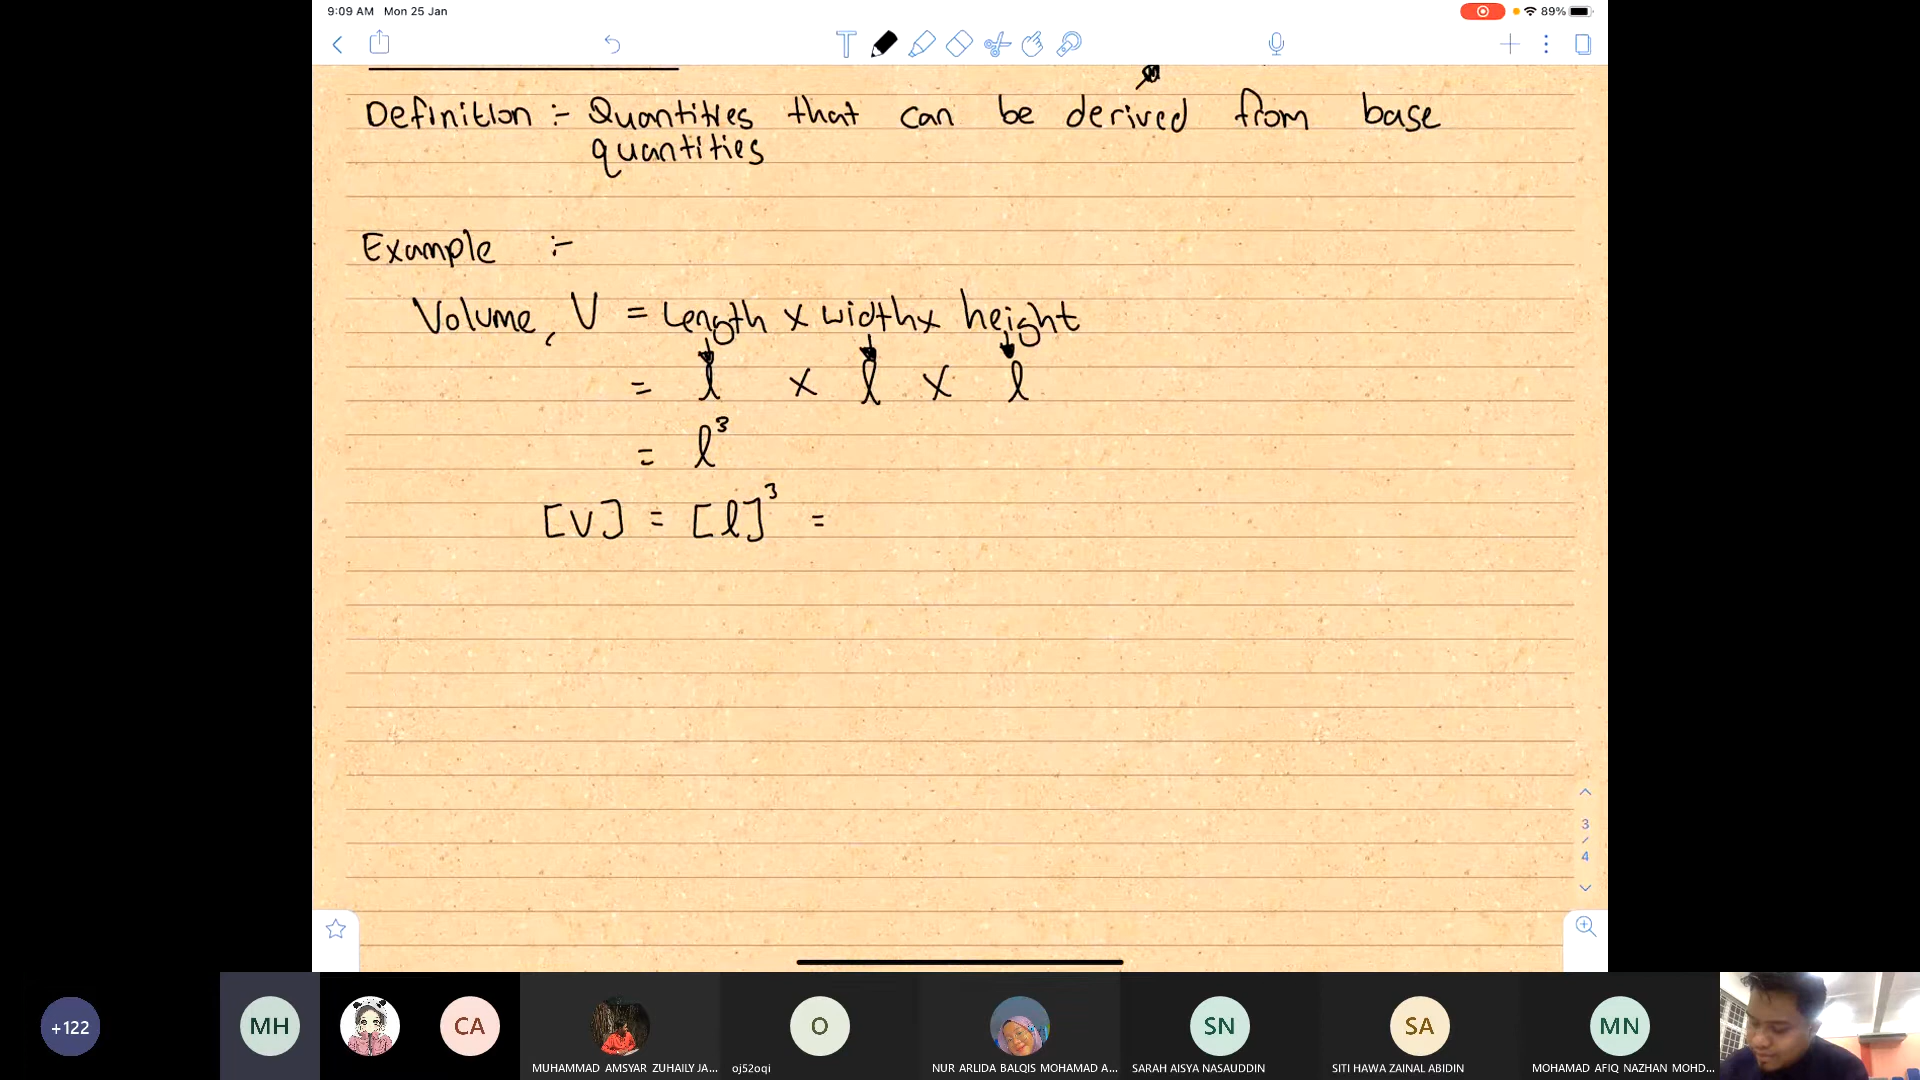 9:09 AM Mon 25 Jan
89%
T
Definition :- Quantities that can be derived from base
quantities
Example :-
Volume, V = Length x width x height
= l x l x l
= l³
[V] = [l]³ =
3
/
4
+122
MH
CA
O
SN
SA
MN
MUHAMMAD AMSYAR ZUHAILY JA...
oj52oqi
NUR ARLIDA BALQIS MOHAMAD A...
SARAH AISYA NASAUDDIN
SITI HAWA ZAINAL ABIDIN
MOHAMAD AFIQ NAZHAN MOHD...